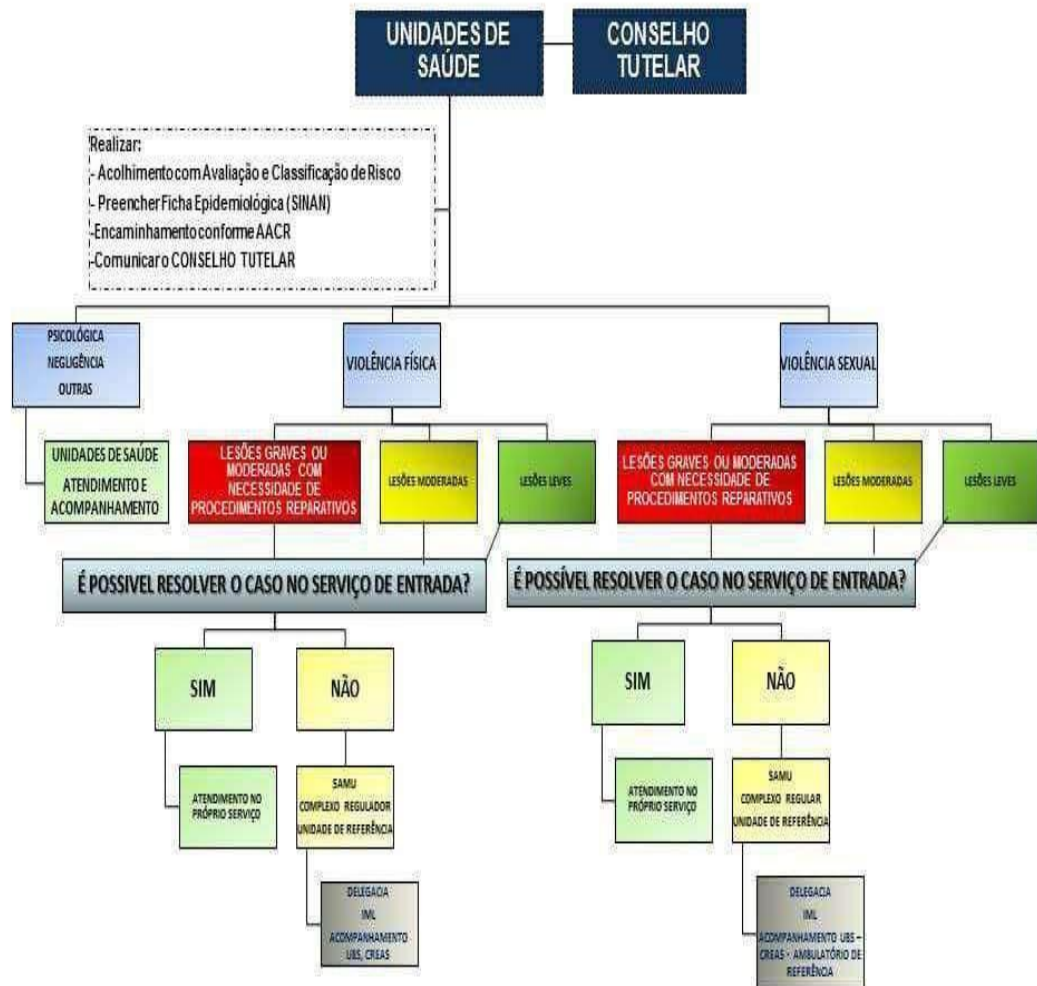 UNIDADES DE
SAÚDE
CONSELHO
TUTELAR
Realizar:
- Acolhimento com Avaliação e Classificação de Risco
- Preencher Ficha Epidemiológica (SINAN)
-Encaminhamento conforme AACR
-Comunicar o CONSELHO TUTELAR
PSICOLÓGICA
NEGLIGÊNCIA
OUTRAS
VIOLÊNCIA FÍSICA
VIOLÊNCIA SEXUAL
UNIDADES DE SAÚDE
ATENDIMENTO E
ACOMPANHAMENTO
LESÕES GRAVES OU
MODERADAS COM
NECESSIDADE DE
PROCEDIMENTOS REPARATIVOS
LESÕES MODERADAS
LESÕES LEVES
LESÕES GRAVES OU MODERADAS
COM NECESSIDADE DE
PROCEDIMENTOS REPARATIVOS
LESÕES MODERADAS
LESÕES LEVES
É POSSIVEL RESOLVER O CASO NO SERVIÇO DE ENTRADA?
É POSSÍVEL RESOLVER O CASO NO SERVIÇO DE ENTRADA?
SIM
NÃO
SIM
NÃO
ATENDIMENTO NO
PRÓPRIO SERVIÇO
SAMU
COMPLEXO REGULADOR
UNIDADE DE REFERÊNCIA
ATENDIMENTO NO
PRÓPRIO SERVIÇO
SAMU
COMPLEXO REGULAR
UNIDADE DE REFERÊNCIA
DELEGACIA
IML
ACOMPANHAMENTO
UBS, CREAS
DELEGACIA
IML
ACOMPANHAMENTO UBS –
CREAS - AMBULATÓRIO DE
REFERÊNCIA